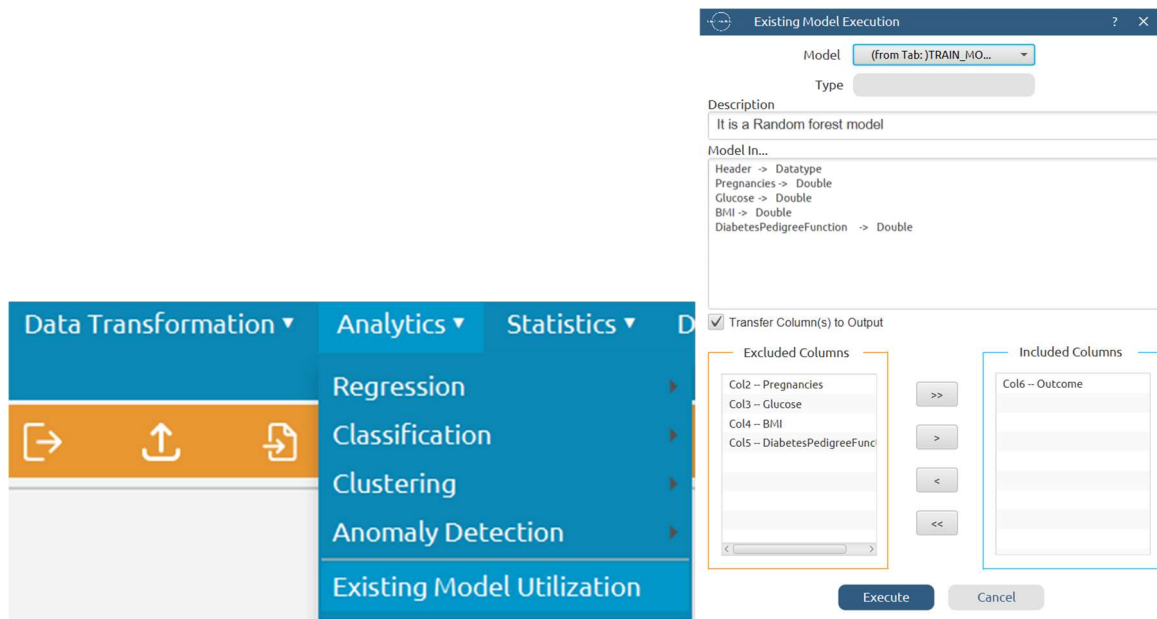 Data Transformation ▾ Analytics ▾ Statistics ▾ D
Regression
Classification
Clustering
Anomaly Detection
Existing Model Utilization
Existing Model Execution ? ✕
Model (from Tab: )TRAIN_MO...
Type
Description
It is a Random forest model
Model In...
Header -> Datatype
Pregnancies -> Double
Glucose -> Double
BMI -> Double
DiabetesPedigreeFunction -> Double
Transfer Column(s) to Output
Excluded Columns
Col2 -- Pregnancies
Col3 -- Glucose
Col4 -- BMI
Col5 -- DiabetesPedigreeFunct
>>
>
<
<<
Included Columns
Col6 -- Outcome
Execute Cancel